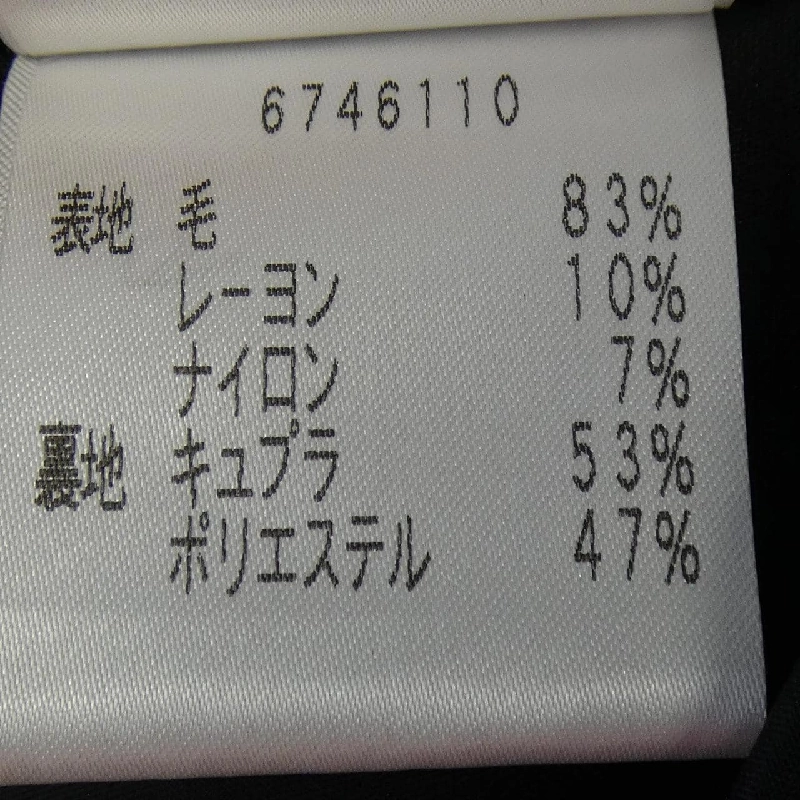 6746110
表地 毛 83%
レーヨン 10%
ナイロン 7%
裏地 キュプラ 53%
ポリエステル 47%